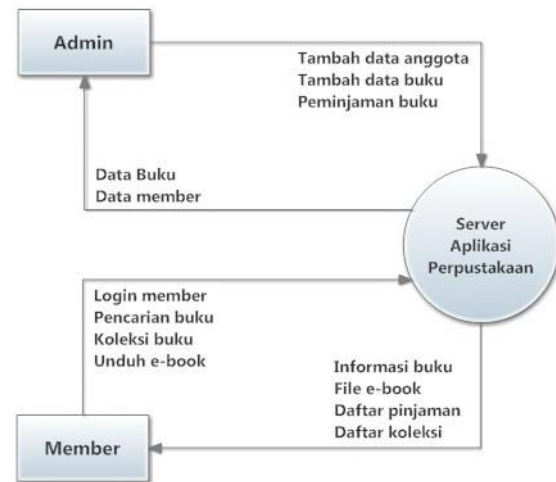 Admin
Tambah data anggota
Tambah data buku
Peminjaman buku
Data Buku
Data member
Server
Aplikasi
Perpustakaan
Login member
Pencarian buku
Koleksi buku
Unduh e-book
Informasi buku
File e-book
Daftar pinjaman
Daftar koleksi
Member